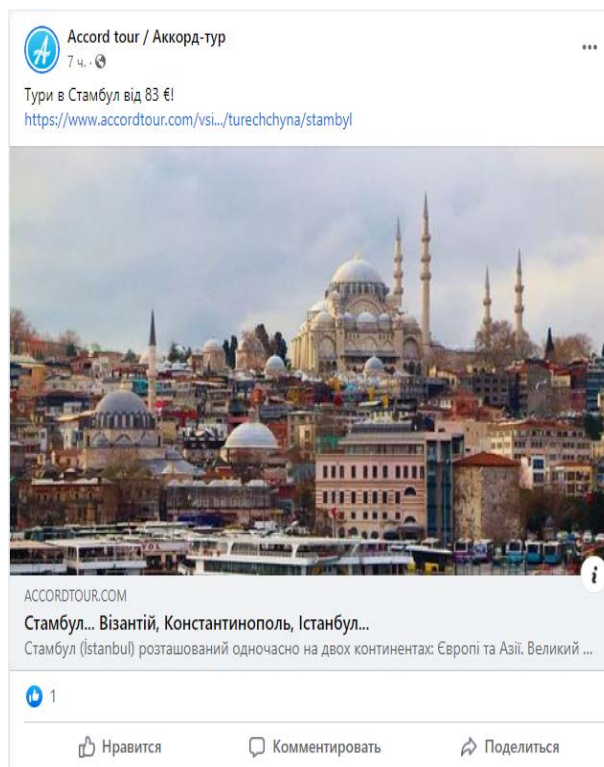 Accord tour / Аккорд-тур
7 ч.
Тури в Стамбул від 83 €!
https://www.accordtour.com/vsi.../turechchyna/stambyl
ACCORDTOUR.COM
Стамбул... Візантій, Константинополь, Істанбул...
Стамбул (İstanbul) розташований одночасно на двох континентах: Європі та Азії. Великий ...
1
Нравится
Комментировать
Поделиться